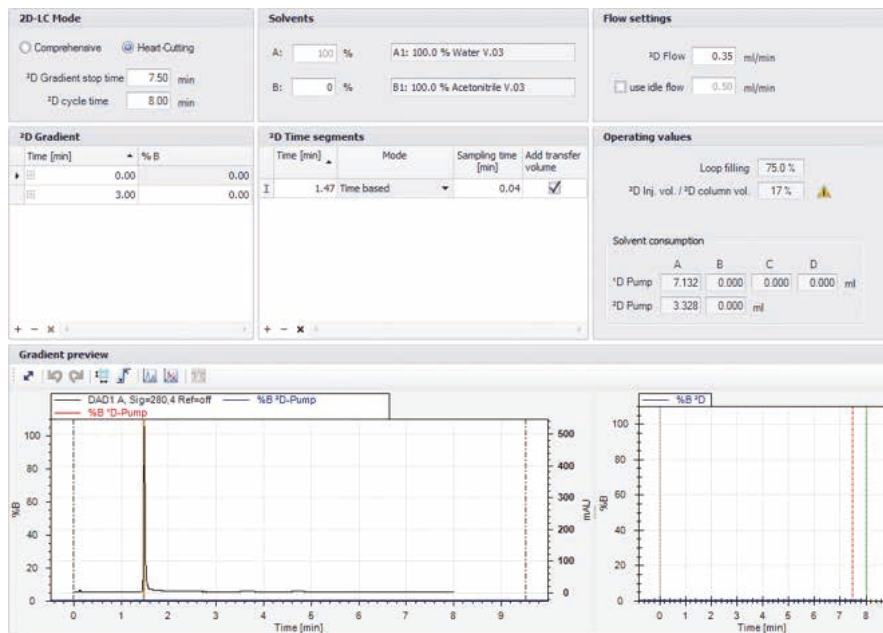 2D-LC Mode
Comprehensive Heart-Cutting
²D Gradient stop time 7.50 min
²D cycle time 8.00 min
Solvents
A: 100 % A1: 100.0 % Water V.03
B: 0 % B1: 100.0 % Acetonitrile V.03
Flow settings
²D Flow 0.35 ml/min
use idle flow 0.50 ml/min
²D Gradient
Time [min] % B
0.00 0.00
3.00 0.00
²D Time segments
Time [min] Mode Sampling time [min] Add transfer volume
1.47 Time based 0.04
Operating values
Loop filling 75.0 %
²D Inj. vol. / ²D column vol. 17 %
Solvent consumption
A B C D
¹D Pump 7.132 0.000 0.000 0.000 ml
²D Pump 3.328 0.000 ml
Gradient preview
DAD1 A, Sig=280,4 Ref=off %B ²D-Pump
%B ¹D-Pump
100
80
60
40
20
0
%B
500
400
300
200
100
0
mAU
0 1 2 3 4 5 6 7 8 9
Time [min]
%B ²D
100
80
60
40
20
0
%B
0 1 2 3 4 5 6 7 8
Time [min]